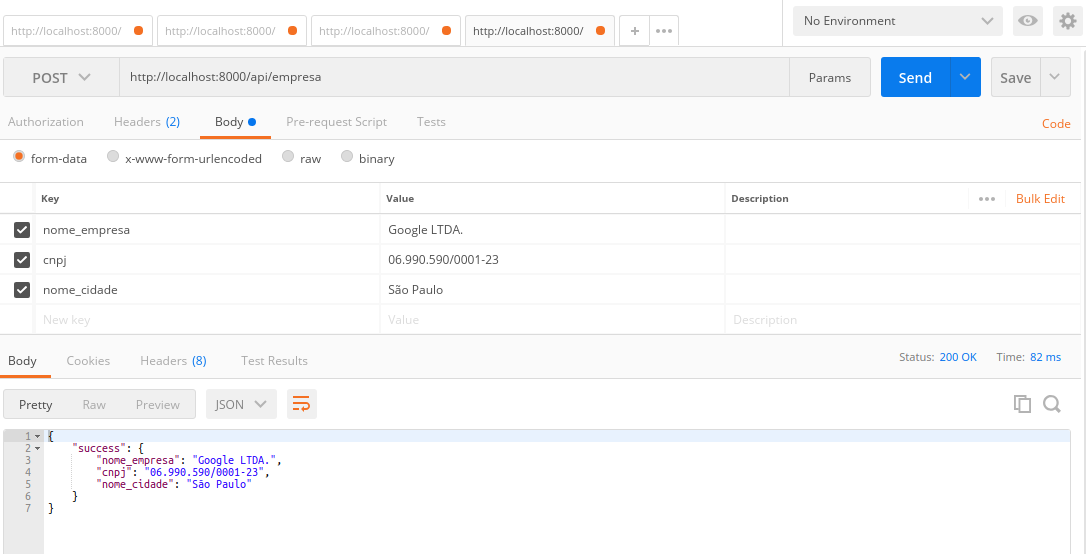 http://localhost:8000/ http://localhost:8000/ http://localhost:8000/ http://localhost:8000/ + ••• No Environment
POST http://localhost:8000/api/empresa Params Send Save
Authorization Headers (2) Body Pre-request Script Tests Code
form-data x-www-form-urlencoded raw binary
Key Value Description ••• Bulk Edit
nome_empresa Google LTDA.
cnpj 06.990.590/0001-23
nome_cidade São Paulo
New key Value Description
Body Cookies Headers (8) Test Results Status: 200 OK Time: 82 ms
Pretty Raw Preview JSON
1 {
2 "success": {
3 "nome_empresa": "Google LTDA.",
4 "cnpj": "06.990.590/0001-23",
5 "nome_cidade": "São Paulo"
6 }
7 }